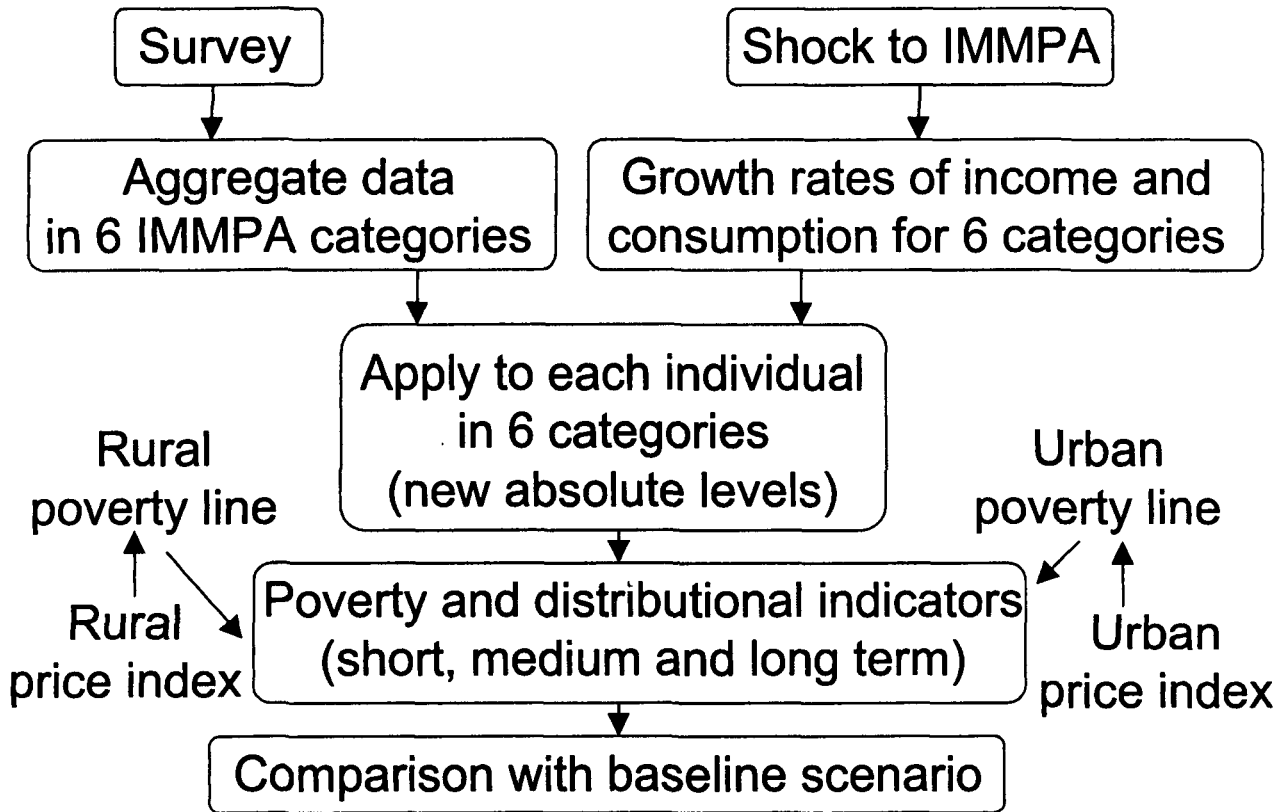 Survey
Shock to IMMPA
Aggregate data
in 6 IMMPA categories
Growth rates of income and
consumption for 6 categories
Apply to each individual
in 6 categories
(new absolute levels)
Rural
poverty line
Urban
poverty line
Rural
price index
Poverty and distributional indicators
(short, medium and long term)
Urban
price index
Comparison with baseline scenario